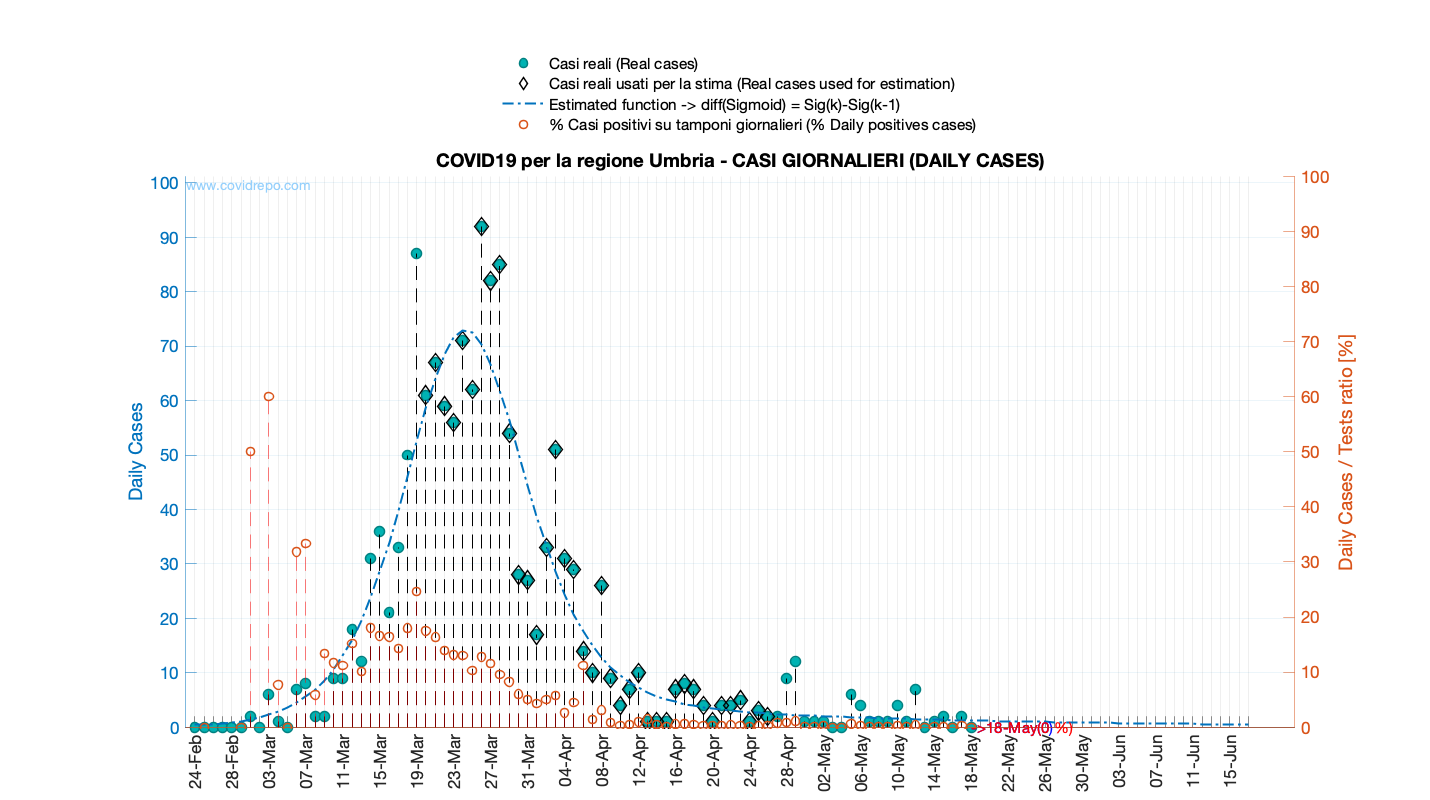 Casi reali (Real cases)
Casi reali usati per la stima (Real cases used for estimation)
Estimated function -> diff(Sigmoid) = Sig(k)-Sig(k-1)
% Casi positivi su tamponi giornalieri (% Daily positives cases)
COVID19 per la regione Umbria - CASI GIORNALIERI (DAILY CASES)
www.covidrepo.com
Daily Cases
100
90
80
70
60
50
40
30
20
10
0
Daily Cases / Tests ratio [%]
100
90
80
70
60
50
40
30
20
10
0
->18-May(0%)
24-Feb
28-Feb
03-Mar
07-Mar
11-Mar
15-Mar
19-Mar
23-Mar
27-Mar
31-Mar
04-Apr
08-Apr
12-Apr
16-Apr
20-Apr
24-Apr
28-Apr
02-May
06-May
10-May
14-May
18-May
22-May
26-May
30-May
03-Jun
07-Jun
11-Jun
15-Jun